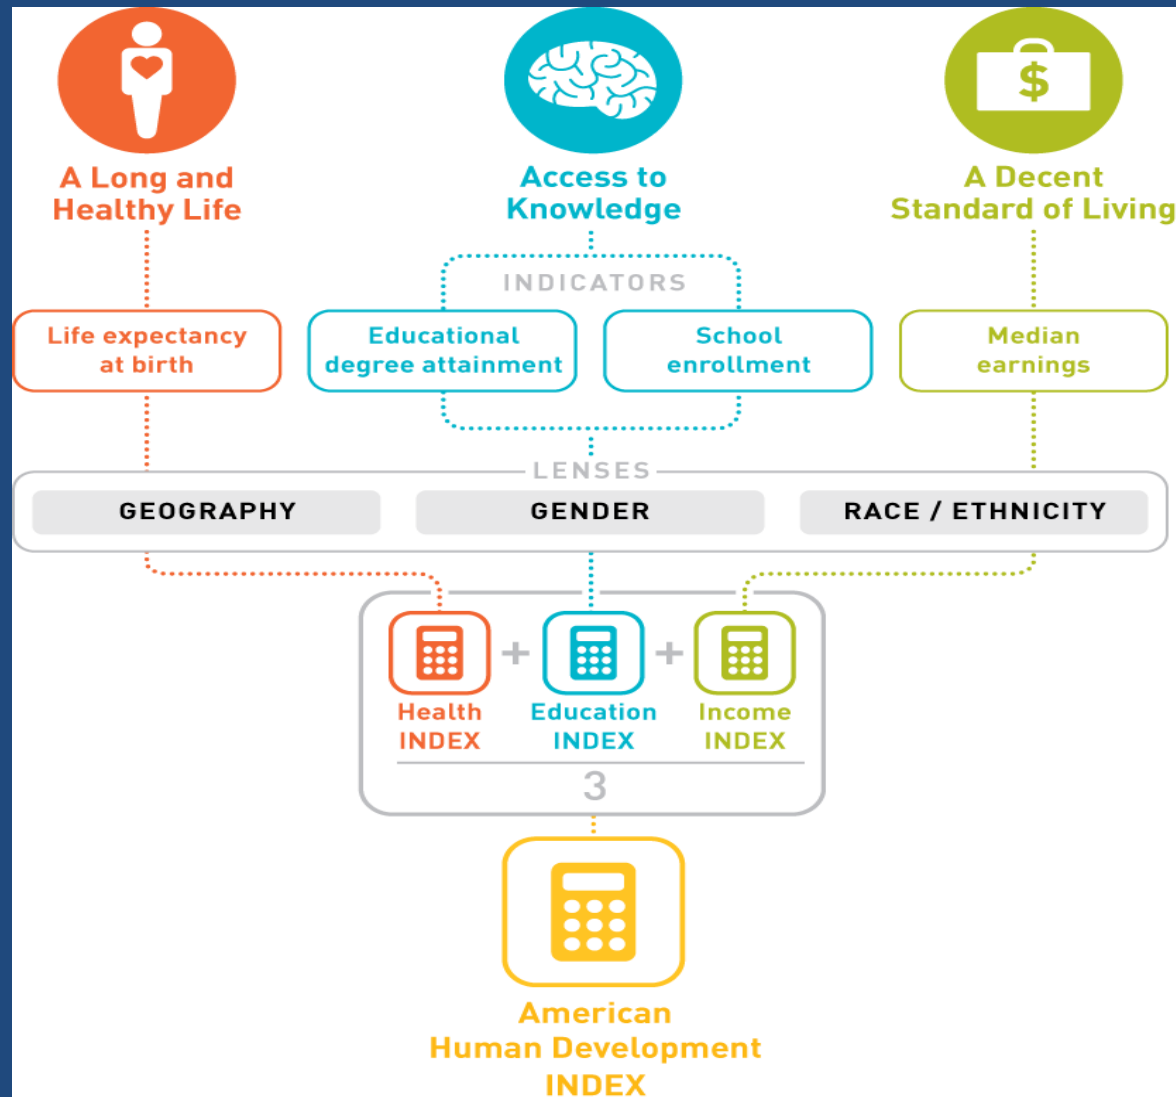 $
A Long and
Healthy Life
Access to
Knowledge
A Decent
Standard of Living
INDICATORS
Life expectancy
at birth
Educational
degree attainment
School
enrollment
Median
earnings
LENSES
GEOGRAPHY
GENDER
RACE / ETHNICITY
+
+
Health
INDEX
Education
INDEX
Income
INDEX
3
American
Human Development
INDEX